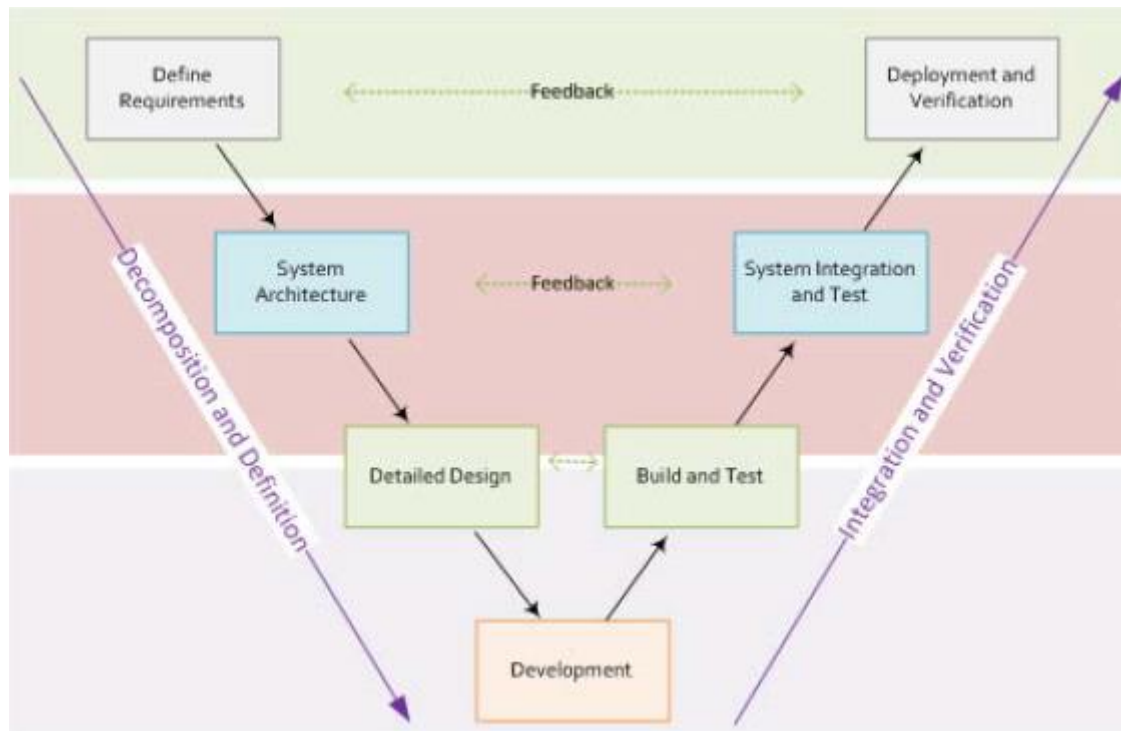 Define
Requirements
Feedback
Deployment and
Verification
System
Architecture
Feedback
System Integration
and Test
Decomposition and Definition
Integration and Verification
Detailed Design
Build and Test
Development